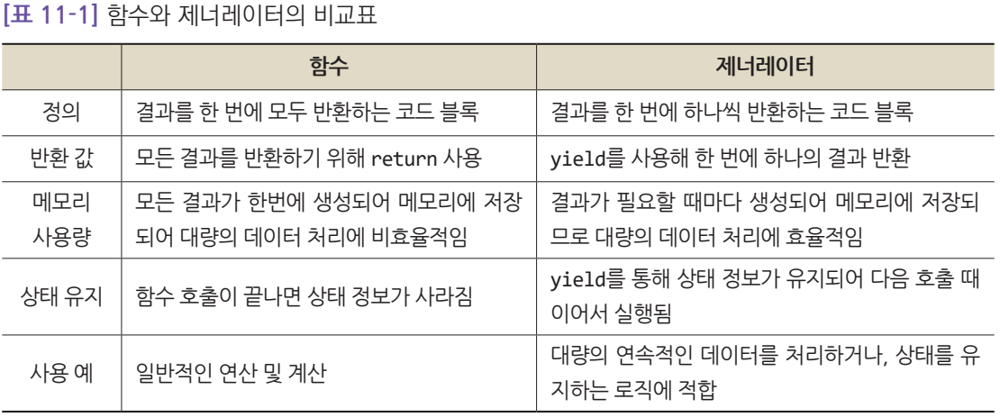 [표 11-1] 함수와 제너레이터의 비교표
함수 제너레이터
정의 결과를 한 번에 모두 반환하는 코드 블록 결과를 한 번에 하나씩 반환하는 코드 블록
반환 값 모든 결과를 반환하기 위해 return 사용 yield를 사용해 한 번에 하나의 결과 반환
메모리 사용량 모든 결과가 한번에 생성되어 메모리에 저장
되어 대량의 데이터 처리에 비효율적임 결과가 필요할 때마다 생성되어 메모리에 저장되
므로 대량의 데이터 처리에 효율적임
상태 유지 함수 호출이 끝나면 상태 정보가 사라짐 yield를 통해 상태 정보가 유지되어 다음 호출 때
이어서 실행됨
사용 예 일반적인 연산 및 계산 대량의 연속적인 데이터를 처리하거나, 상태를 유
지하는 로직에 적합